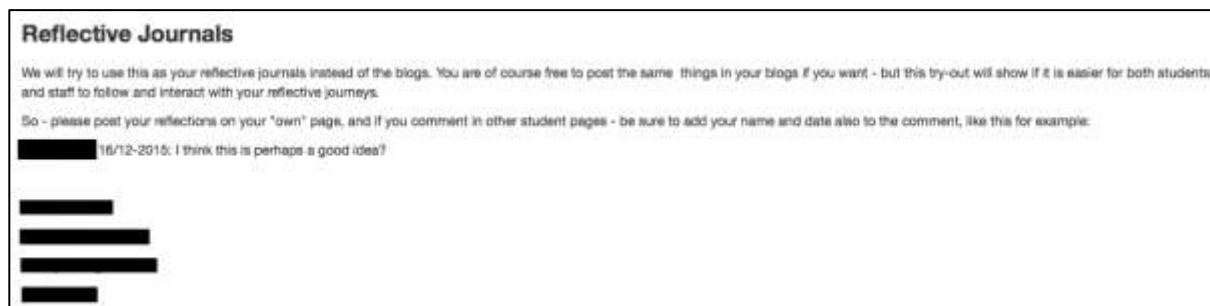 Reflective Journals
We will try to use this as your reflective journals instead of the blogs. You are of course free to post the same things in your blogs if you want - but this try-out will show if it is easier for both students
and staff to follow and interact with your reflective journeys.
So - please post your reflections on your "own" page, and if you comment in other student pages - be sure to add your name and date also to the comment, like this for example:
16/12-2015: I think this is perhaps a good idea?